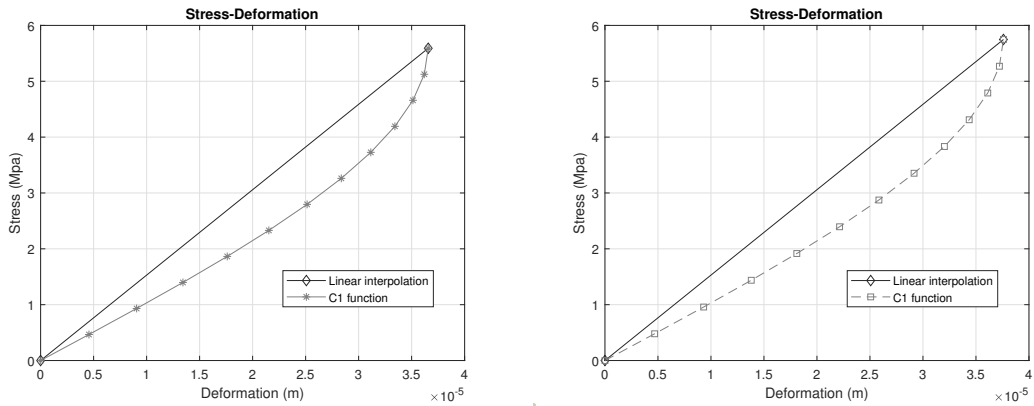 Stress-Deformation
6
5
4
3
2
1
0
Stress (Mpa)
Linear interpolation
C1 function
0 0.5 1 1.5 2 2.5 3 3.5 4
Deformation (m)
×10⁻⁵
Stress-Deformation
6
5
4
3
2
1
0
Stress (Mpa)
Linear interpolation
C1 function
0 0.5 1 1.5 2 2.5 3 3.5 4
Deformation (m)
×10⁻⁵